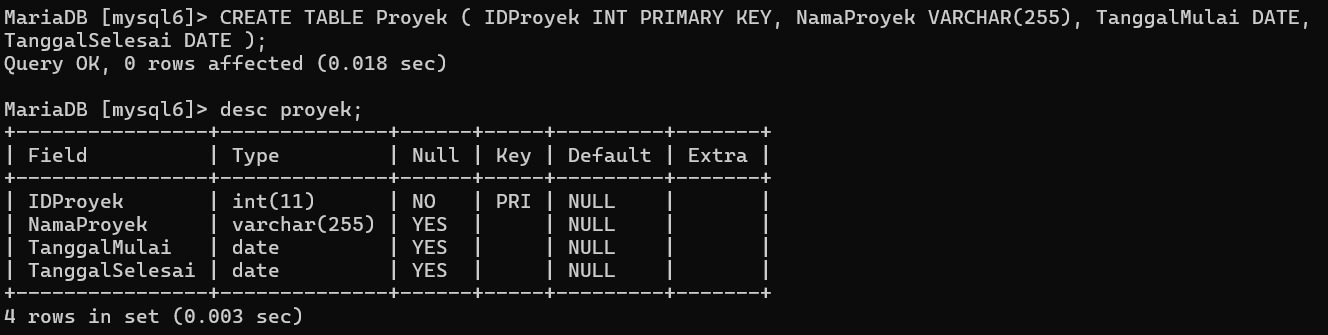 MariaDB [mysql6]> CREATE TABLE Proyek ( IDProyek INT PRIMARY KEY, NamaProyek VARCHAR(255), TanggalMulai DATE,
TanggalSelesai DATE );
Query OK, 0 rows affected (0.018 sec)

MariaDB [mysql6]> desc proyek;
+----------------+--------------+------+-----+---------+-------+
| Field          | Type         | Null | Key | Default | Extra |
+----------------+--------------+------+-----+---------+-------+
| IDProyek       | int(11)      | NO   | PRI | NULL    |       |
| NamaProyek     | varchar(255) | YES  |     | NULL    |       |
| TanggalMulai   | date         | YES  |     | NULL    |       |
| TanggalSelesai | date         | YES  |     | NULL    |       |
+----------------+--------------+------+-----+---------+-------+
4 rows in set (0.003 sec)